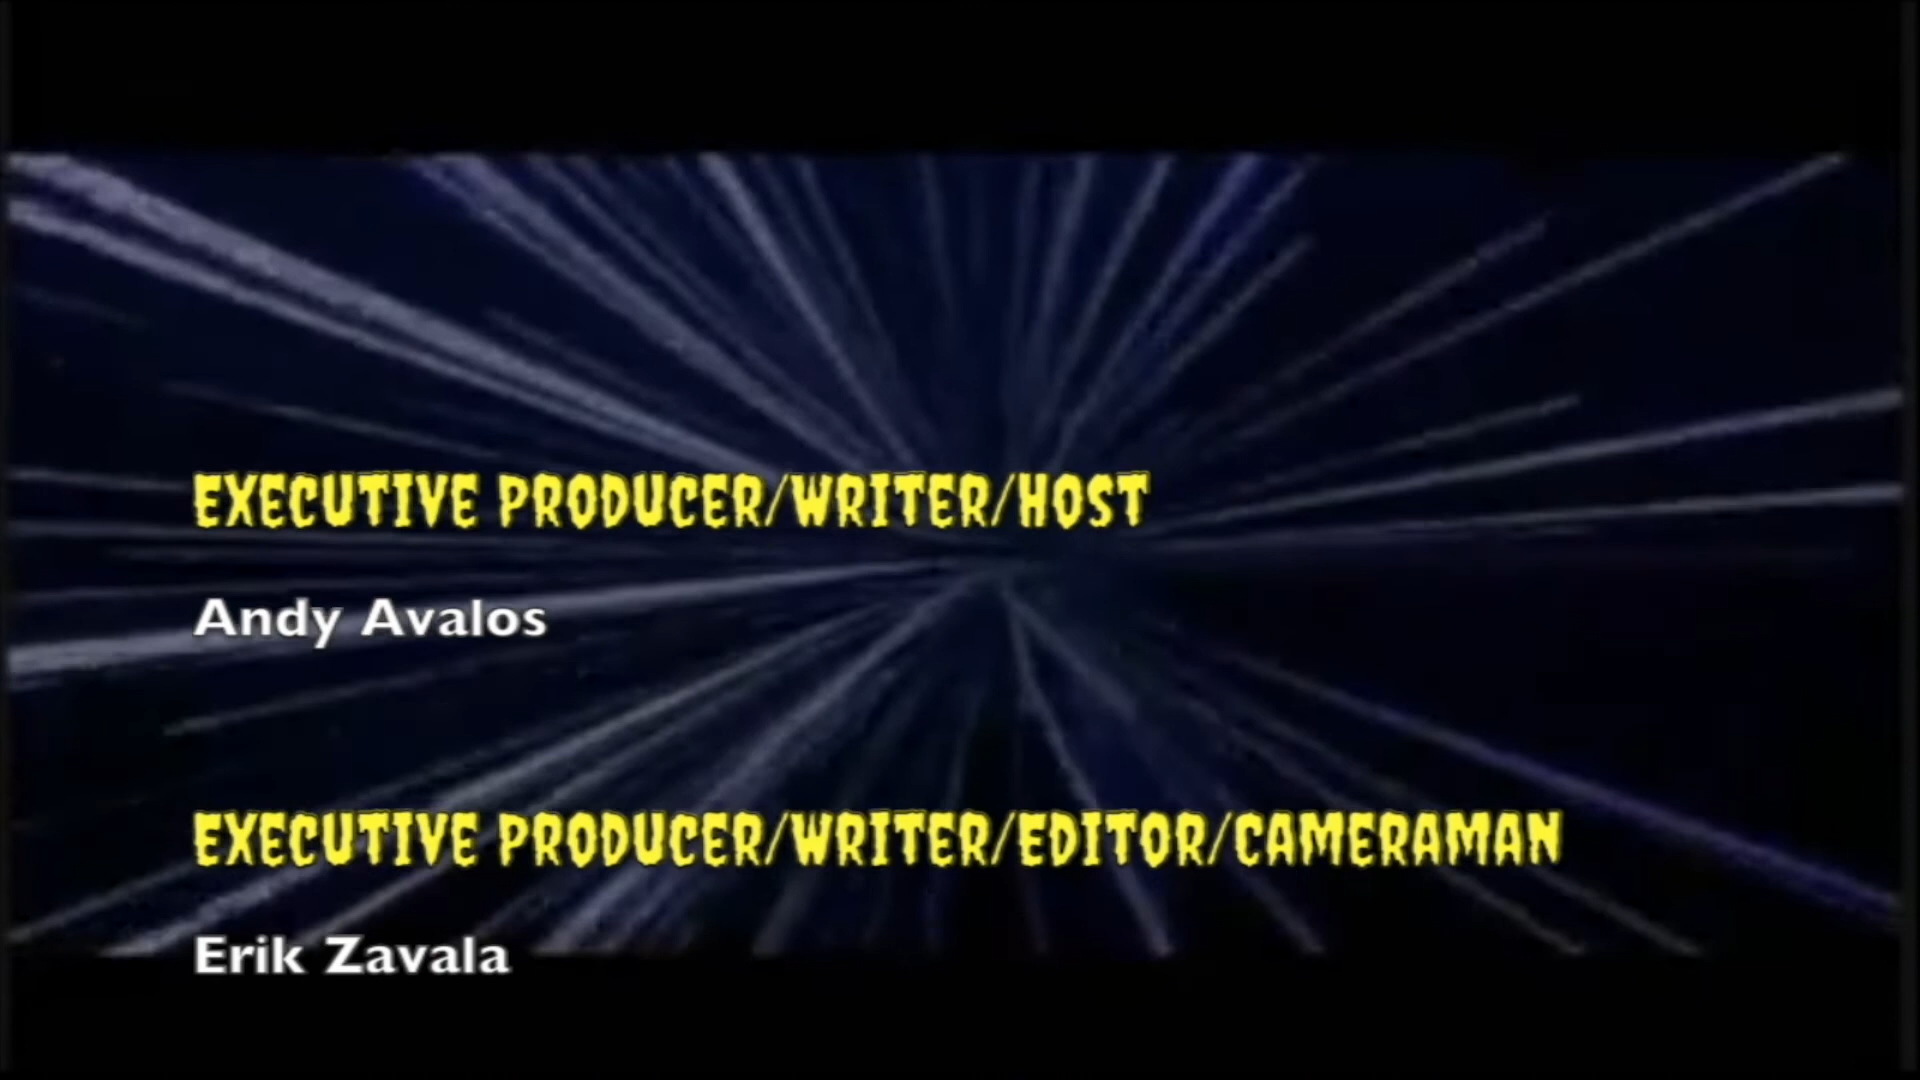 EXECUTIVE PRODUCER/WRITER/HOST
Andy Avalos
EXECUTIVE PRODUCER/WRITER/EDITOR/CAMERAMAN
Erik Zavala